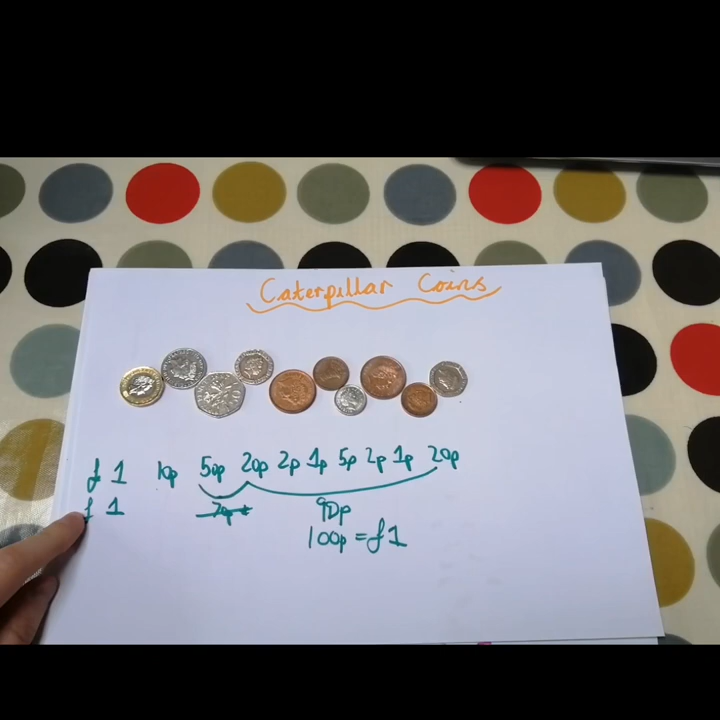 Caterpillar Coins
£1 10p 50p 20p 2p 1p 5p 2p 1p 20p
£1 90p
100p = £1